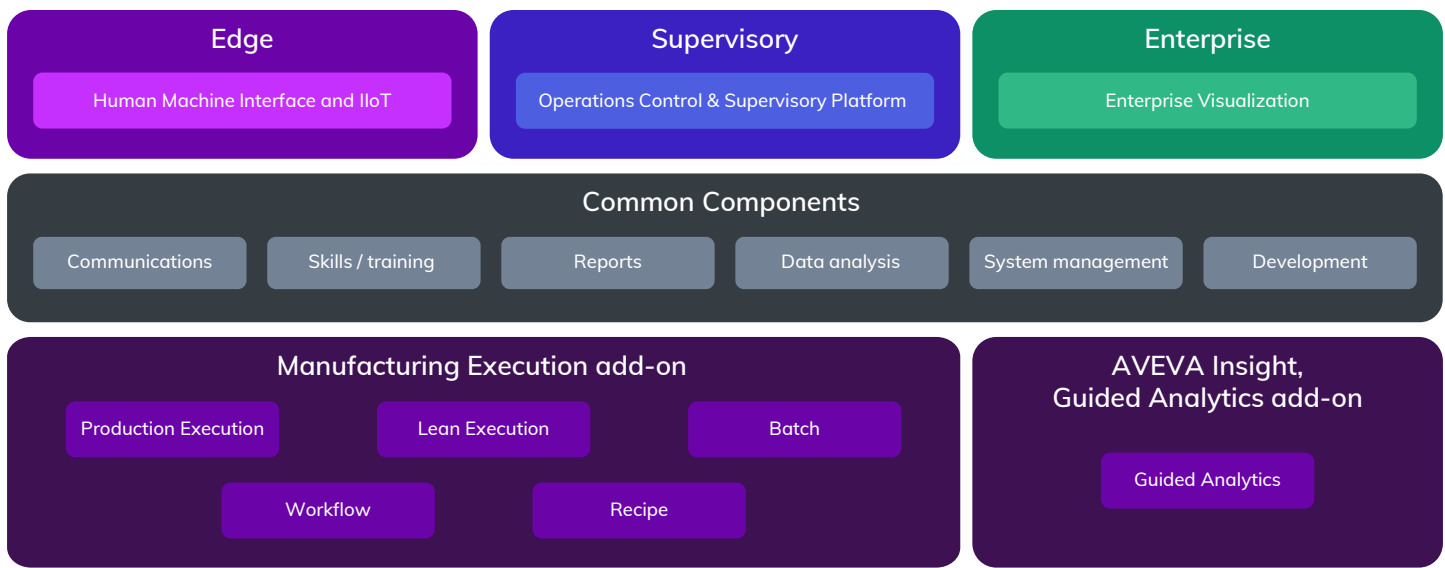 Edge
Human Machine Interface and IIoT
Supervisory
Operations Control & Supervisory Platform
Enterprise
Enterprise Visualization
Common Components
Communications
Skills / training
Reports
Data analysis
System management
Development
Manufacturing Execution add-on
Production Execution
Lean Execution
Batch
Workflow
Recipe
AVEVA Insight,
Guided Analytics add-on
Guided Analytics